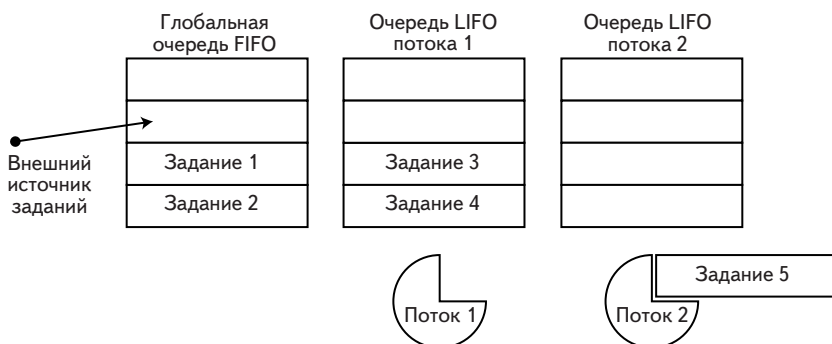 Глобальная
очередь FIFO
Очередь LIFO
потока 1
Очередь LIFO
потока 2
Внешний
источник
заданий
Задание 1
Задание 3
Задание 2
Задание 4
Задание 5
Поток 1
Поток 2